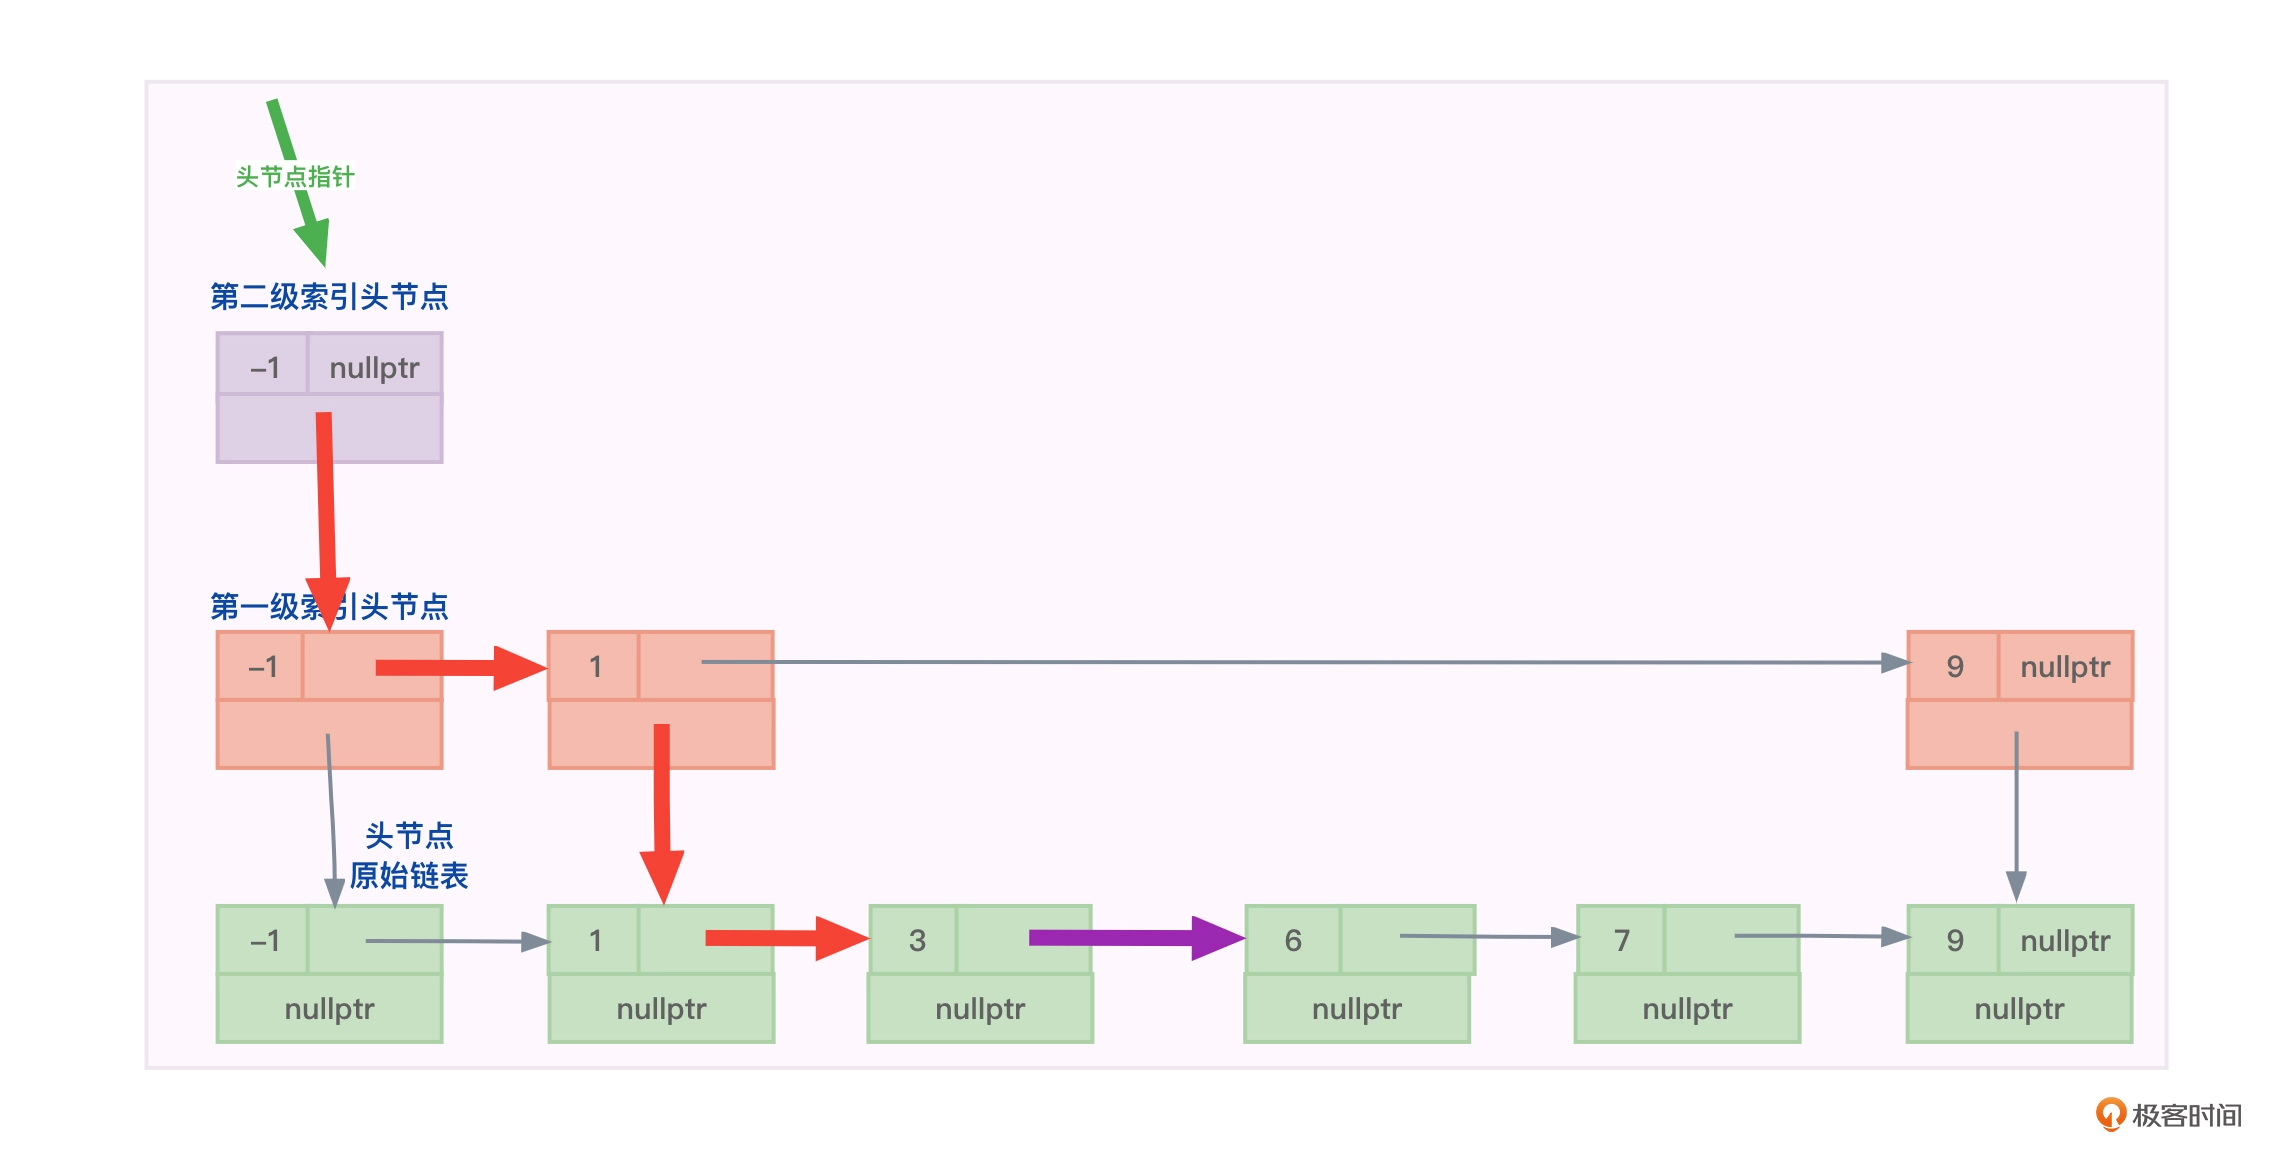 头节点指针
第二级索引头节点
-1 nullptr
第一级索引头节点
-1 1 9 nullptr
头节点
原始链表
-1 1 3 6 7 9 nullptr
nullptr nullptr nullptr nullptr nullptr nullptr
极客时间